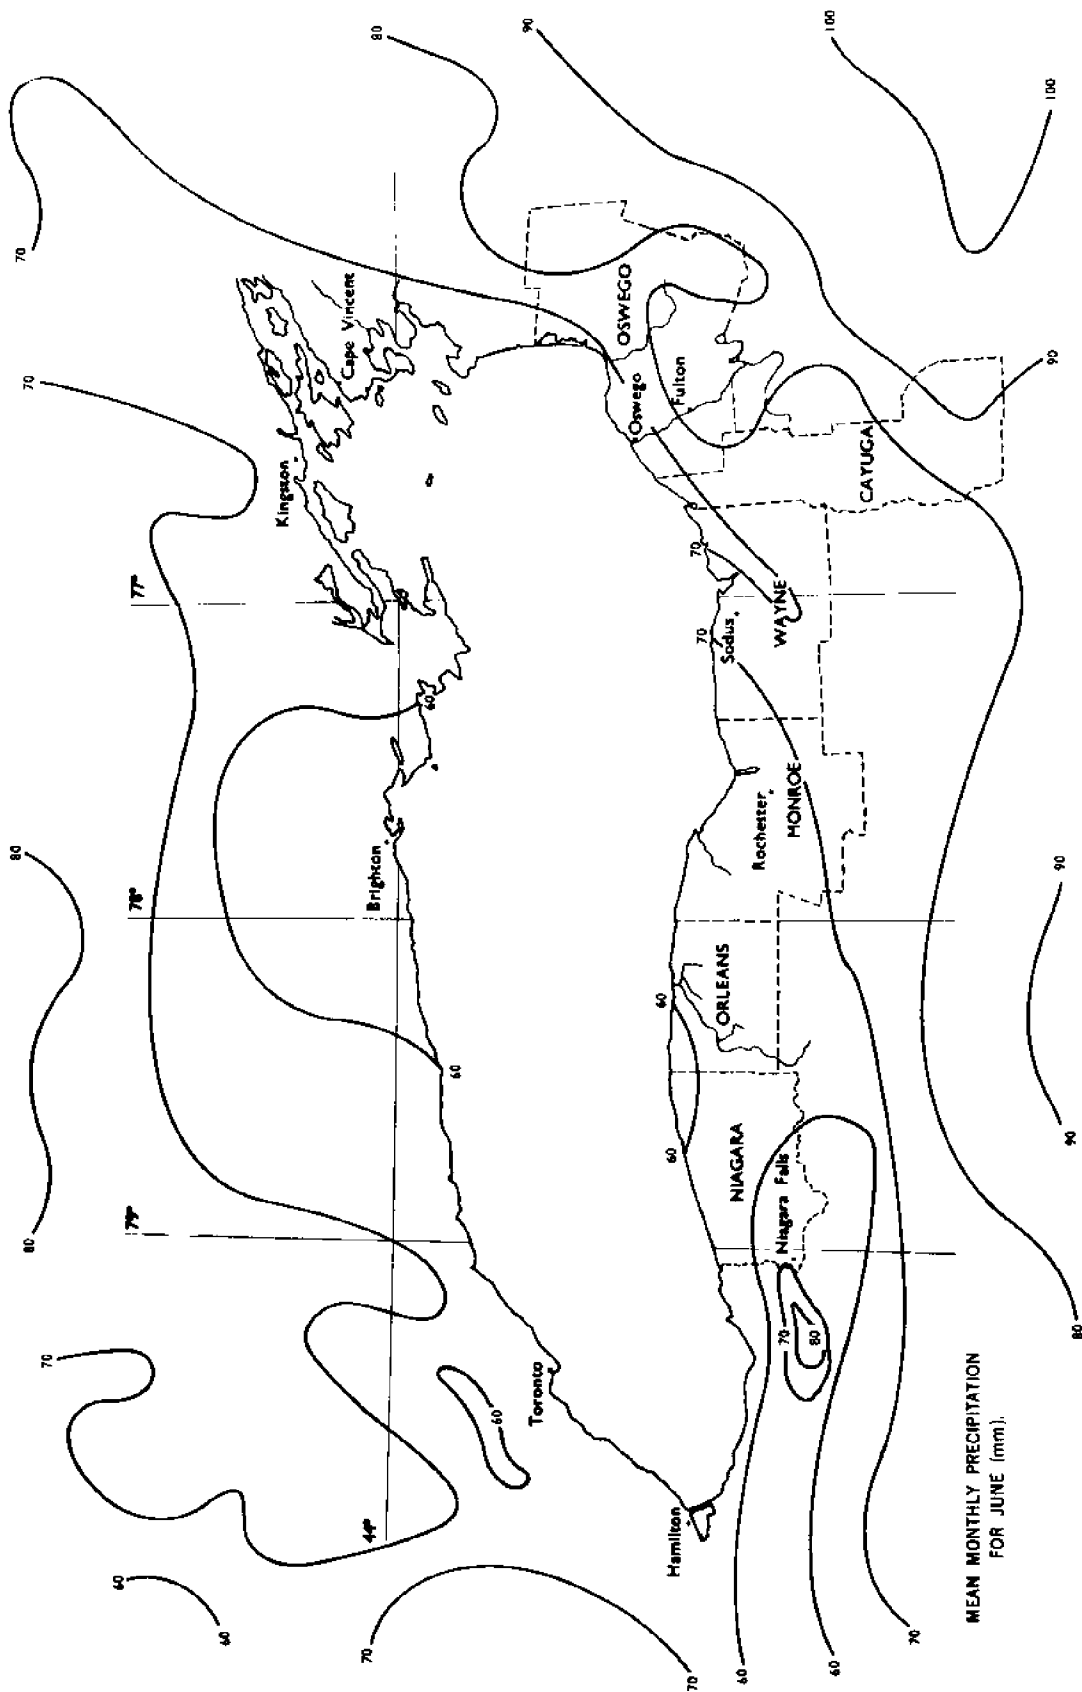 70
80
90
100
100
70
Cape Vincent
OSWEGO
70
Kingston
Oswego
Fulton
90
CAYUGA
77°
70
70
WAYNE
Sodus
60
80
Brighton
Rochester
MONROE
90
78°
60
60
ORLEANS
80
79°
60
NIAGARA
Niagara Falls
90
70
60
Toronto
70
80
80
44°
Hamilton
60
60
70
70
60
60
70
MEAN MONTHLY PRECIPITATION
FOR JUNE (mm).